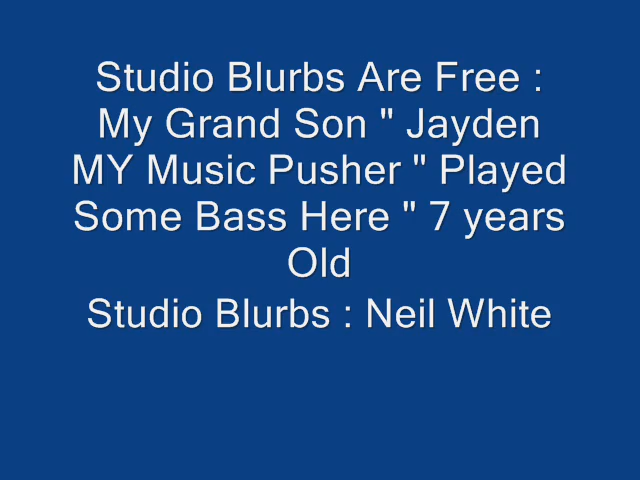 Studio Blurbs Are Free :
My Grand Son " Jayden
MY Music Pusher " Played
Some Bass Here " 7 years
Old
Studio Blurbs : Neil White